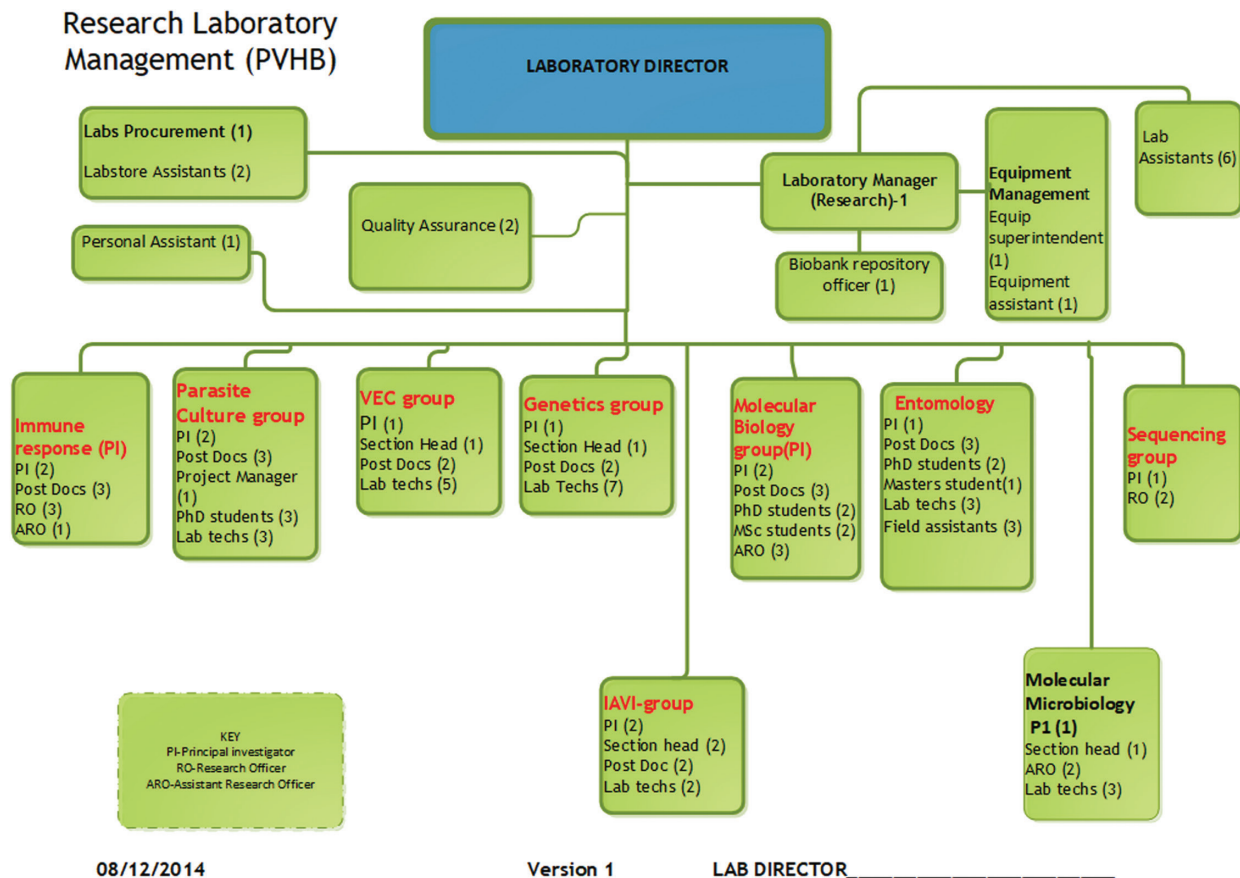 Research Laboratory
Management (PVHB)
LABORATORY DIRECTOR
Labs Procurement (1)
Labstore Assistants (2)
Personal Assistant (1)
Quality Assurance (2)
Laboratory Manager
(Research)-1
Biobank repository
officer (1)
Equipment
Management
Equip
superintendent
(1)
Equipment
assistant (1)
Lab
Assistants (6)
Immune
response (PI)
PI (2)
Post Docs (3)
RO (3)
ARO (1)
Parasite
Culture group
PI (2)
Post Docs (3)
Project Manager
(1)
PhD students (3)
Lab techs (3)
VEC group
PI (1)
Section Head (1)
Post Docs (2)
Lab techs (5)
Genetics group
PI (1)
Section Head (1)
Post Docs (2)
Lab Techs (7)
Molecular
Biology
group(PI)
PI (2)
Post Docs (3)
PhD students (2)
MSc students (2)
ARO (3)
Entomology
PI (1)
Post Docs (3)
PhD students (2)
Masters student(1)
Lab techs (3)
Field assistants (3)
Sequencing
group
PI (1)
RO (2)
IAVI-group
PI (2)
Section head (2)
Post Doc (2)
Lab techs (2)
Molecular
Microbiology
P1 (1)
Section head (1)
ARO (2)
Lab techs (3)
KEY
PI-Principal investigator
RO-Research Officer
ARO-Assistant Research Officer
08/12/2014 Version 1 LAB DIRECTOR_________________________